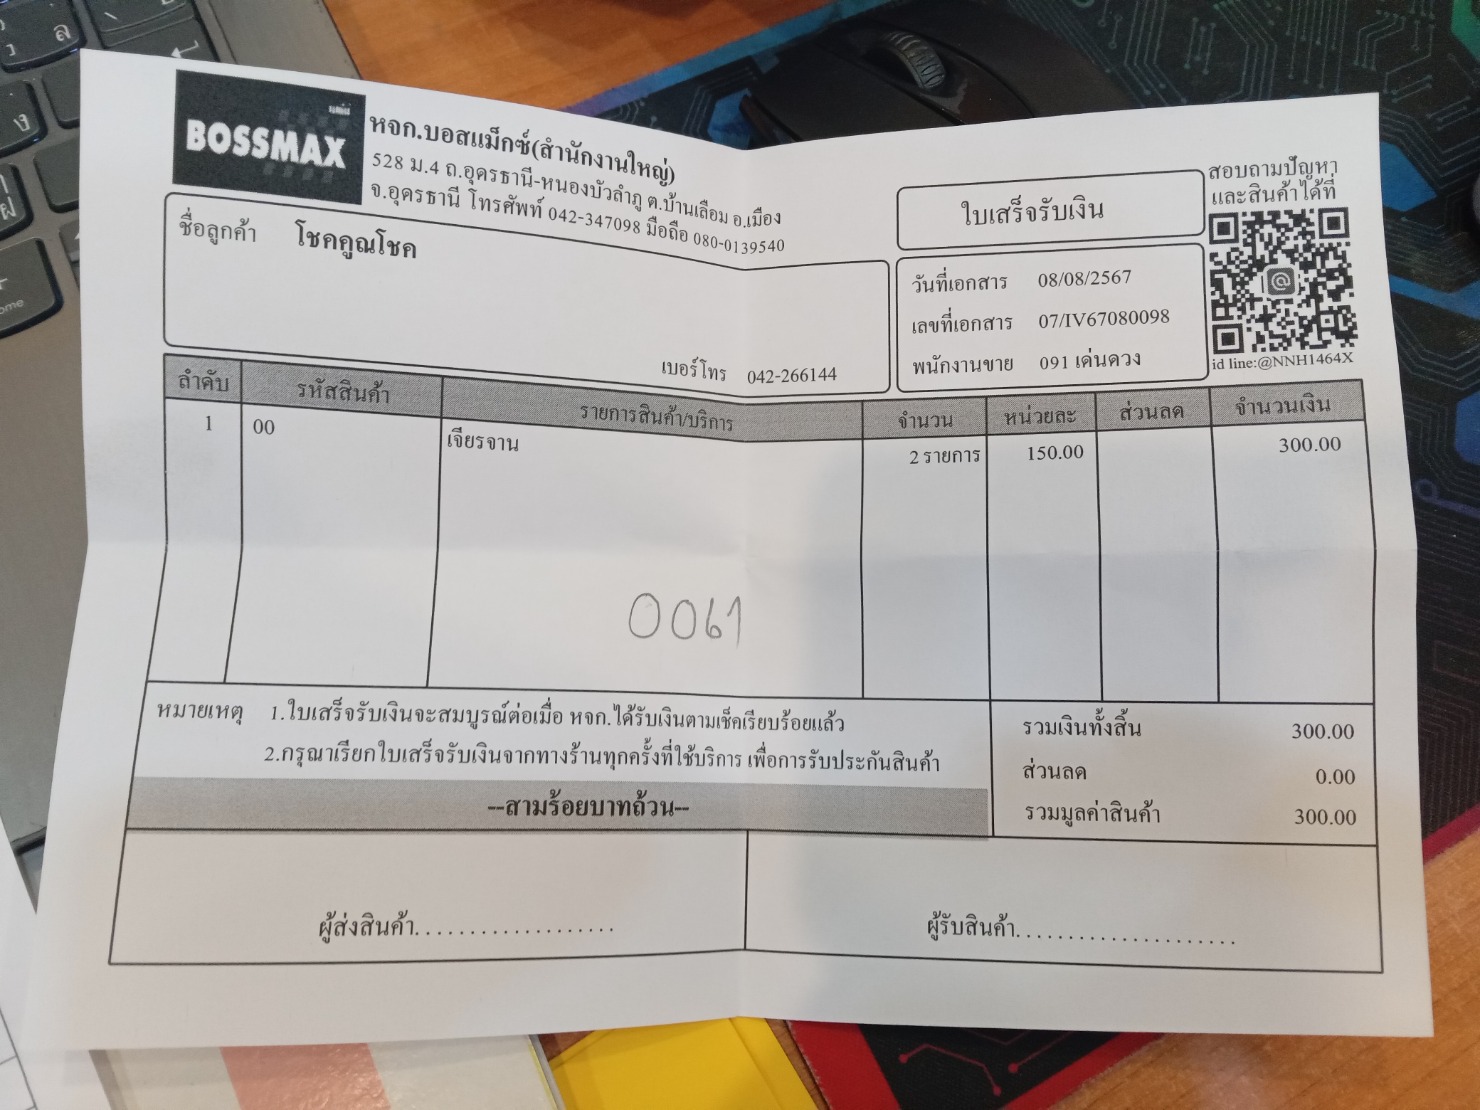 BOSSMAX
หจก.บอสแม็กซ์(สำนักงานใหญ่)
528 ม.4 ถ.อุดรธานี-หนองบัวลำภู ต.บ้านเลื่อม อ.เมือง
จ.อุดรธานี โทรศัพท์ 042-347098 มือถือ 080-0139540
ใบเสร็จรับเงิน
สอบถามปัญหา
และสินค้าได้ที่
id line:@NNH1464X
ชื่อลูกค้า โชคคูณโชค
เบอร์โทร 042-266144
วันที่เอกสาร 08/08/2567
เลขที่เอกสาร 07/IV67080098
พนักงานขาย 091 เด่นดวง
ลำดับ รหัสสินค้า รายการสินค้า/บริการ จำนวน หน่วยละ ส่วนลด จำนวนเงิน
1 00 เจียรจาน 2 รายการ 150.00 300.00
0061
หมายเหตุ 1.ใบเสร็จรับเงินจะสมบูรณ์ต่อเมื่อ หจก.ได้รับเงินตามเช็คเรียบร้อยแล้ว
2.กรุณาเรียกใบเสร็จรับเงินจากทางร้านทุกครั้งที่ใช้บริการ เพื่อการรับประกันสินค้า
--สามร้อยบาทถ้วน--
รวมเงินทั้งสิ้น 300.00
ส่วนลด 0.00
รวมมูลค่าสินค้า 300.00
ผู้ส่งสินค้า...................
ผู้รับสินค้า.....................